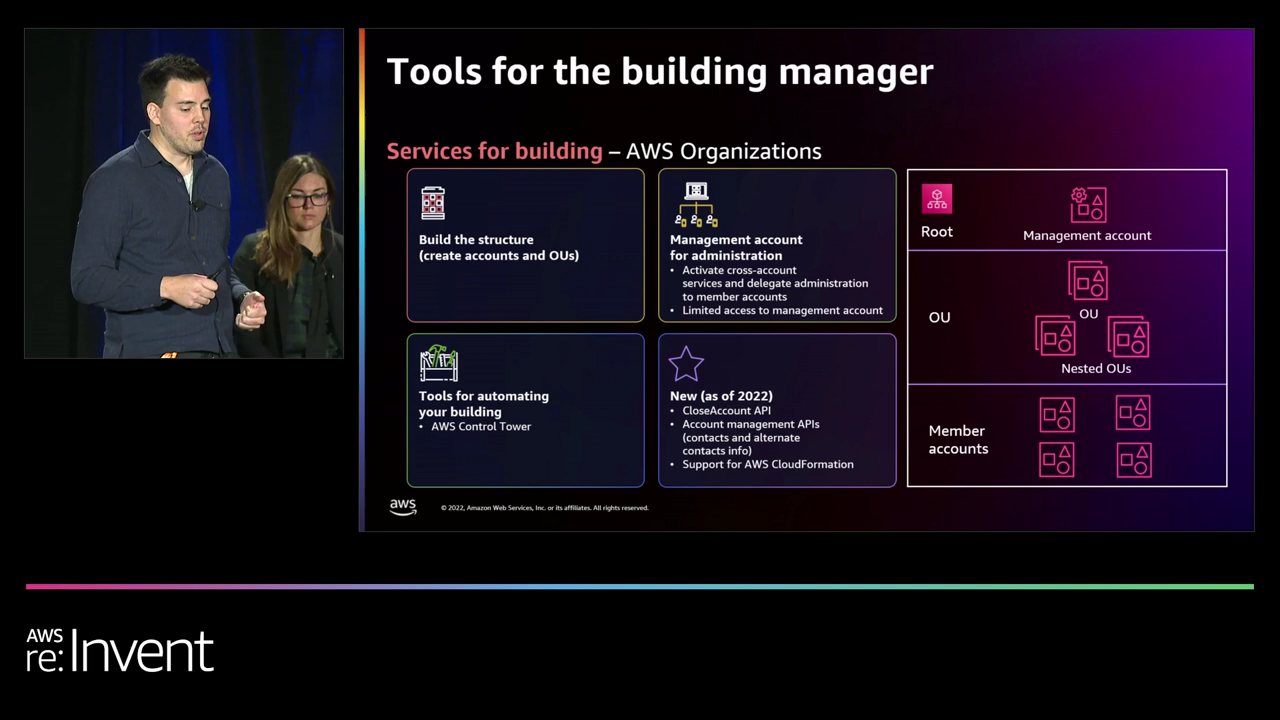 Tools for the building manager
Services for building – AWS Organizations
Build the structure
(create accounts and OUs)
Management account
for administration
• Activate cross-account
services and delegate administration
to member accounts
• Limited access to management account
Tools for automating
your building
• AWS Control Tower
New (as of 2022)
• CloseAccount API
• Account management APIs
(contacts and alternate
contacts info)
• Support for AWS CloudFormation
Root
Management account
OU
OU
Nested OUs
Member
accounts
aws
© 2022, Amazon Web Services, Inc. or its affiliates. All rights reserved.
AWS
re:Invent